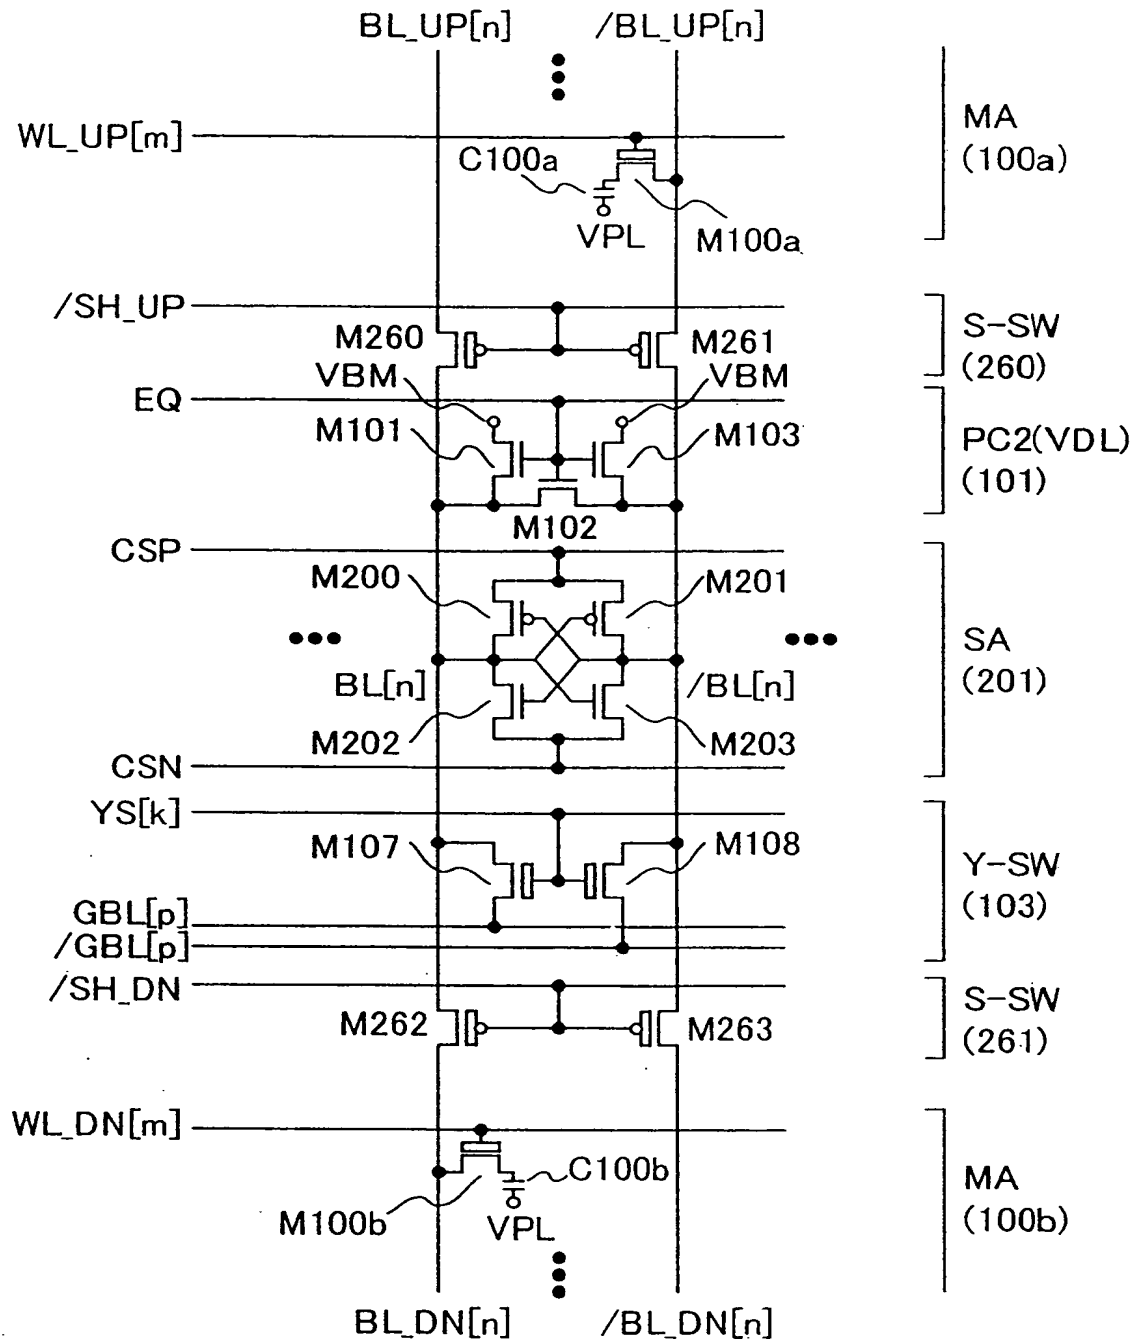 BL_UP[n] /BL_UP[n]
WL_UP[m]
C100a
VPL
M100a
MA
(100a)
/SH_UP
M260
M261
S-SW
(260)
VBM
VBM
EQ
M101
M103
M102
PC2(VDL)
(101)
CSP
M200
M201
BL[n]
/BL[n]
M202
M203
SA
(201)
CSN
YS[k]
M107
M108
Y-SW
(103)
GBL[p]
/GBL[p]
/SH_DN
M262
M263
S-SW
(261)
WL_DN[m]
C100b
M100b
VPL
MA
(100b)
BL_DN[n] /BL_DN[n]